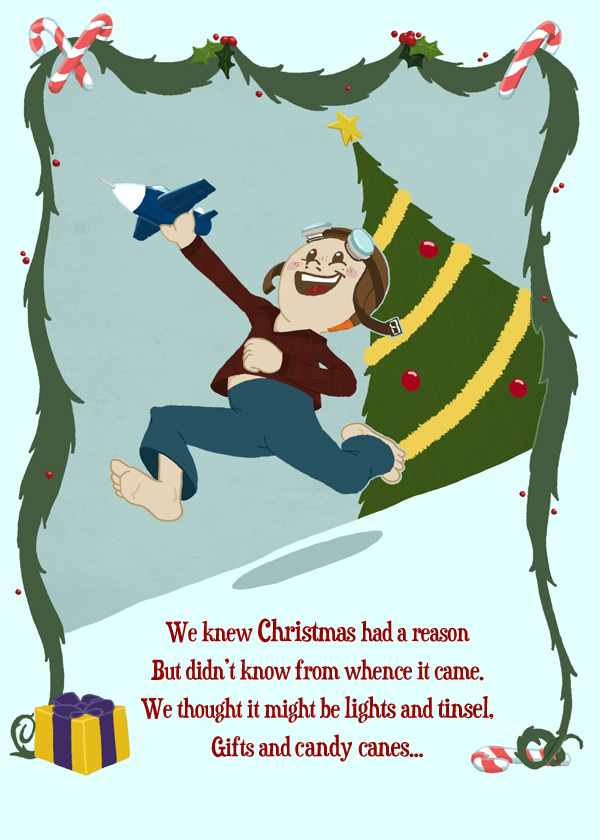 We knew Christmas had a reason
But didn't know from whence it came.
We thought it might be lights and tinsel,
Gifts and candy canes...